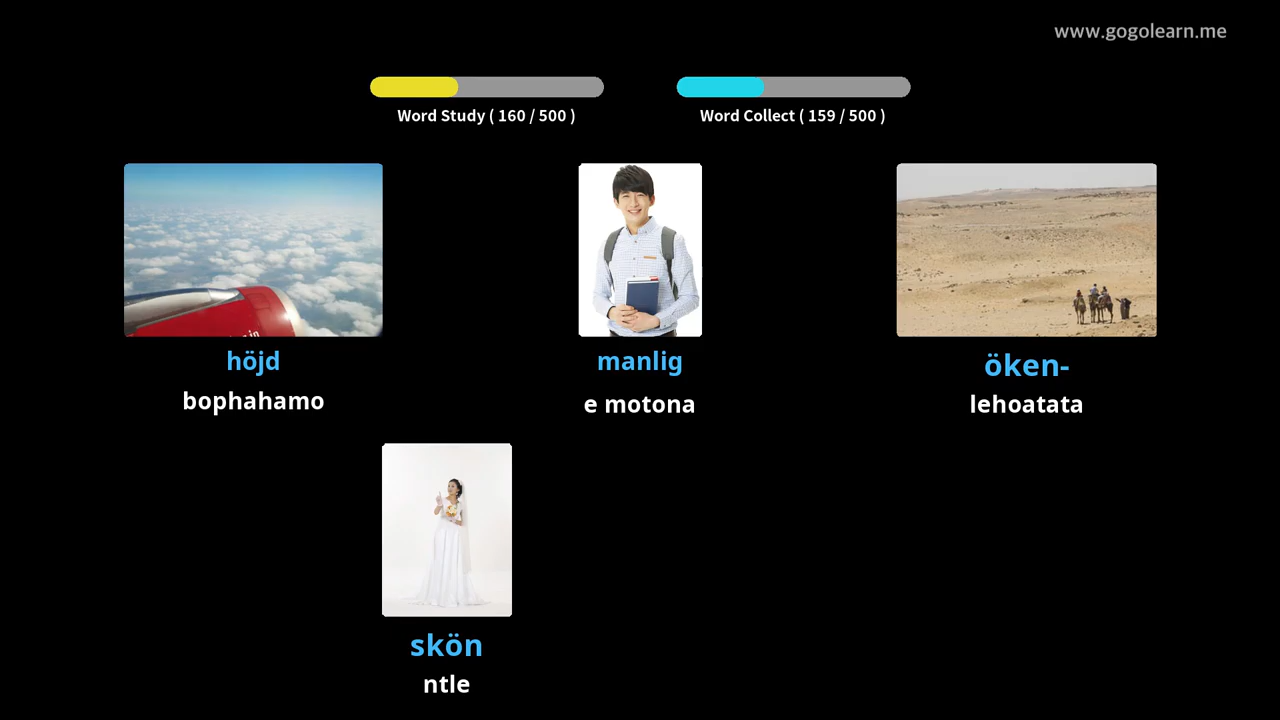 www.gogolearn.me
Word Study ( 160 / 500 )
Word Collect ( 159 / 500 )
höjd
bophahamo
manlig
e motona
öken-
lehoatata
skön
ntle